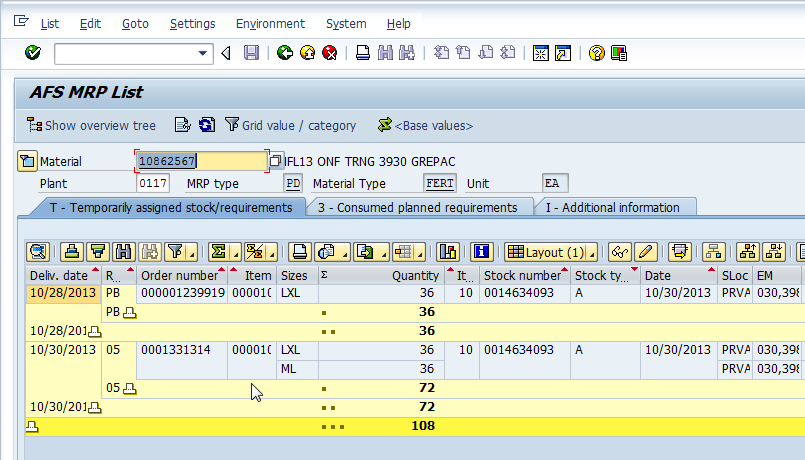 List Edit Goto Settings Environment System Help
AFS MRP List
Show overview tree Grid value / category <Base values>
Material 10862567 IFL13 ONF TRNG 3930 GREPAC
Plant 0117 MRP type PD Material Type FERT Unit EA
T - Temporarily assigned stock/requirements 3 - Consumed planned requirements I - Additional information
Layout (1)
Deliv. date R... Order number Item Sizes Σ Quantity It... Stock number Stock ty... Date SLoc EM
10/28/2013 PB 000001239919 000010 LXL 36 10 0014634093 A 10/30/2013 PRVA 030,398
PB 36
10/28/201 36
10/30/2013 05 0001331314 000010 LXL 36 10 0014634093 A 10/30/2013 PRVA 030,398
ML 36 PRVA 030,398
05 72
10/30/201 72
108